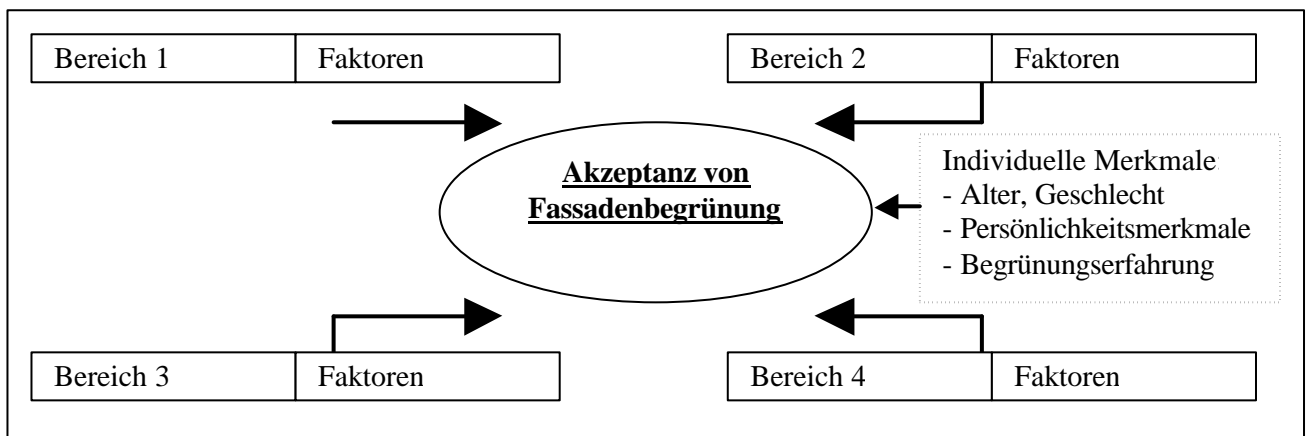 Bereich 1 Faktoren
Bereich 2 Faktoren
Akzeptanz von
Fassadenbegrünung
Individuelle Merkmale:
- Alter, Geschlecht
- Persönlichkeitsmerkmale
- Begrünungserfahrung
Bereich 3 Faktoren
Bereich 4 Faktoren